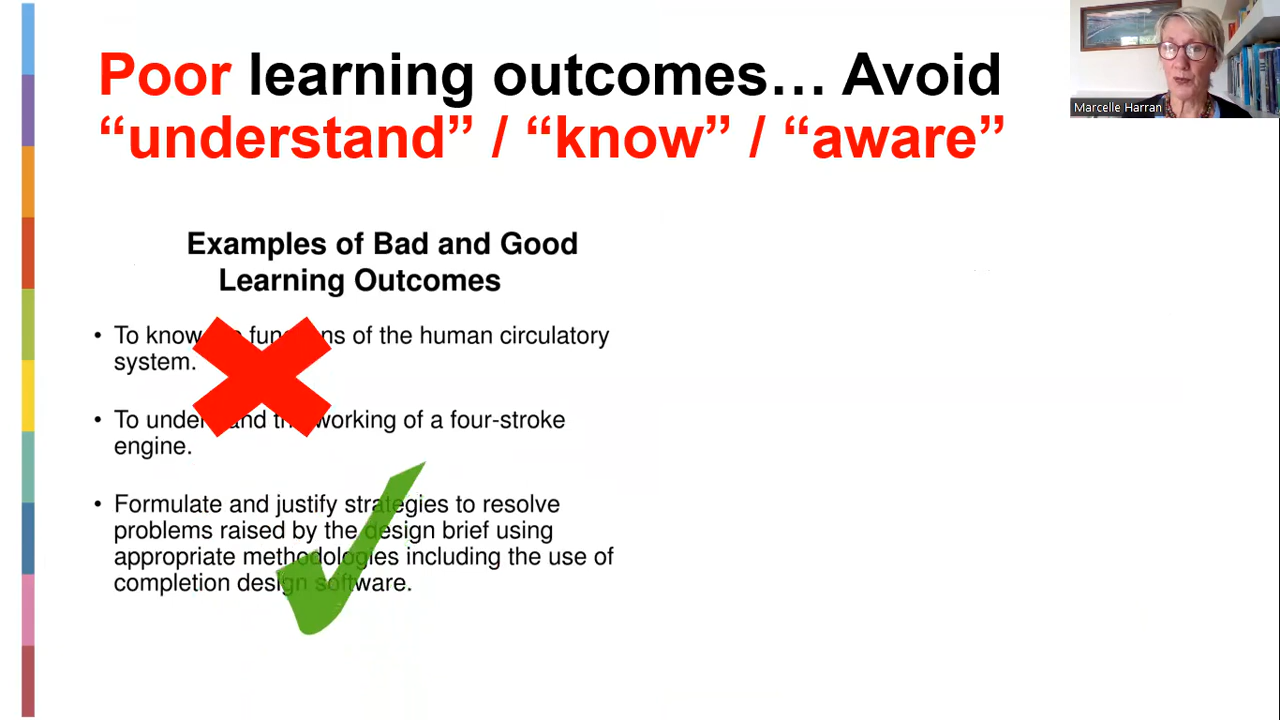 Poor learning outcomes… Avoid
“understand” / “know” / “aware”
Marcelle Harran
Examples of Bad and Good
Learning Outcomes
• To know of the human circulatory
system.
• To understand working of a four-stroke
engine.
• Formulate and justify strategies to resolve
problems raised by the design brief using
appropriate methodologies including the use of
completion design software.